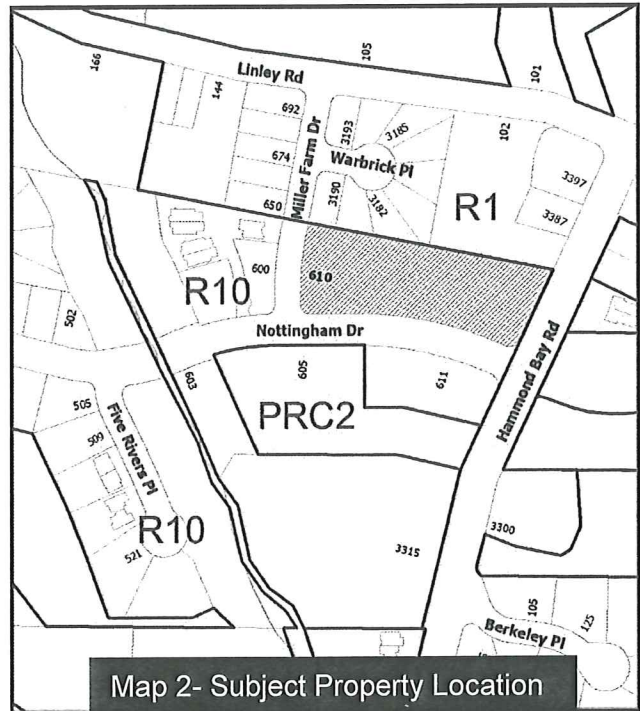 105
101
166
Linley Rd
144
692
102
3193
3185
Miller Farm Dr
674
Warbrick Pl
3397
3190
3182
R1
3387
650
R10
600
610
502
Nottingham Dr
Hammond Bay Rd
603
605
611
505
PRC2
509
Five Rivers Pl
R10
521
3315
3300
105
125
Berkeley Pl
Map 2- Subject Property Location